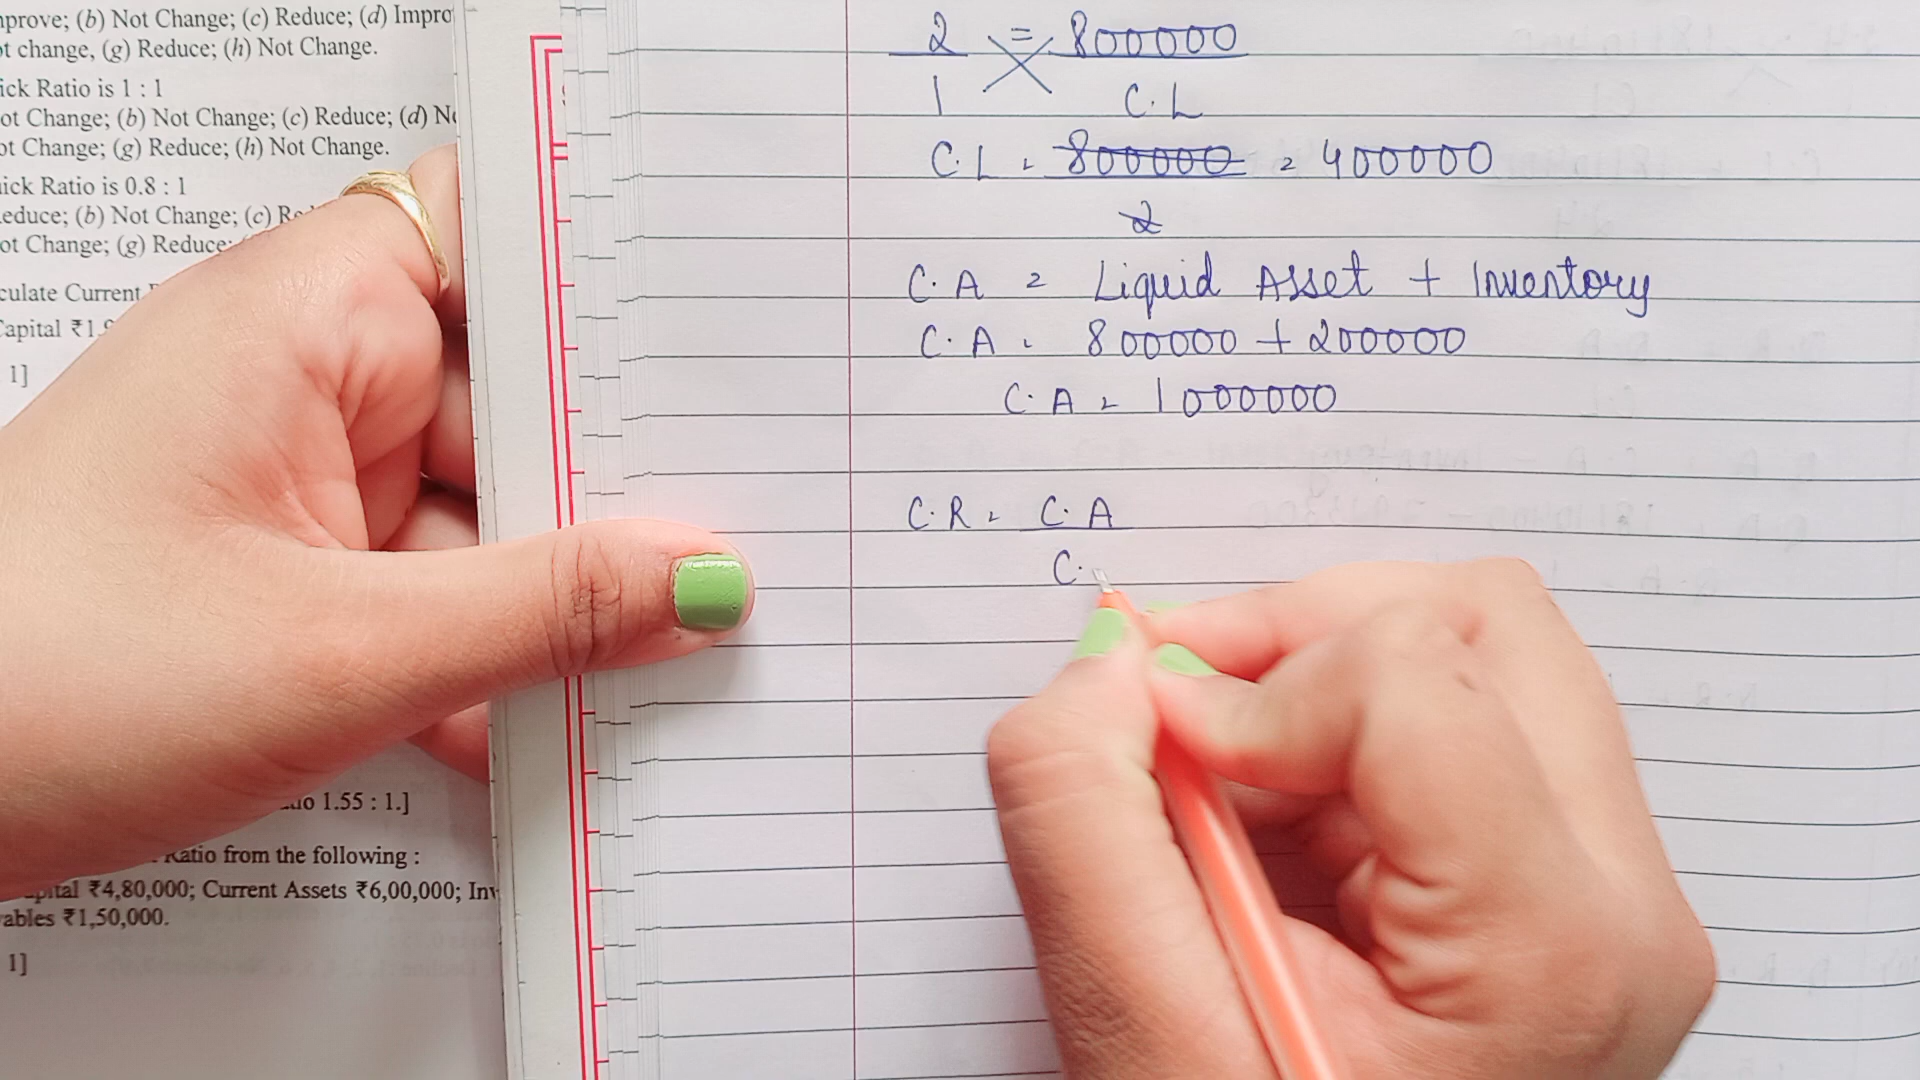 prove; (b) Not Change; (c) Reduce; (d) Impro
t change, (g) Reduce; (h) Not Change.
ick Ratio is 1 : 1
ot Change; (b) Not Change; (c) Reduce; (d) N
ot Change; (g) Reduce; (h) Not Change.
ick Ratio is 0.8 : 1
educe; (b) Not Change; (c) R
ot Change; (g) Reduce;
culate Current
Capital ₹1,9
1]
1.55 : 1.]
Ratio from the following :
pital ₹4,80,000; Current Assets ₹6,00,000; Inv
ables ₹1,50,000.
1]
2 = 800000
1 C.L
C.L = 800000 = 400000
2
C.A = Liquid Asset + Inventory
C.A = 800000 + 200000
C.A = 1000000
C.R = C.A
C.